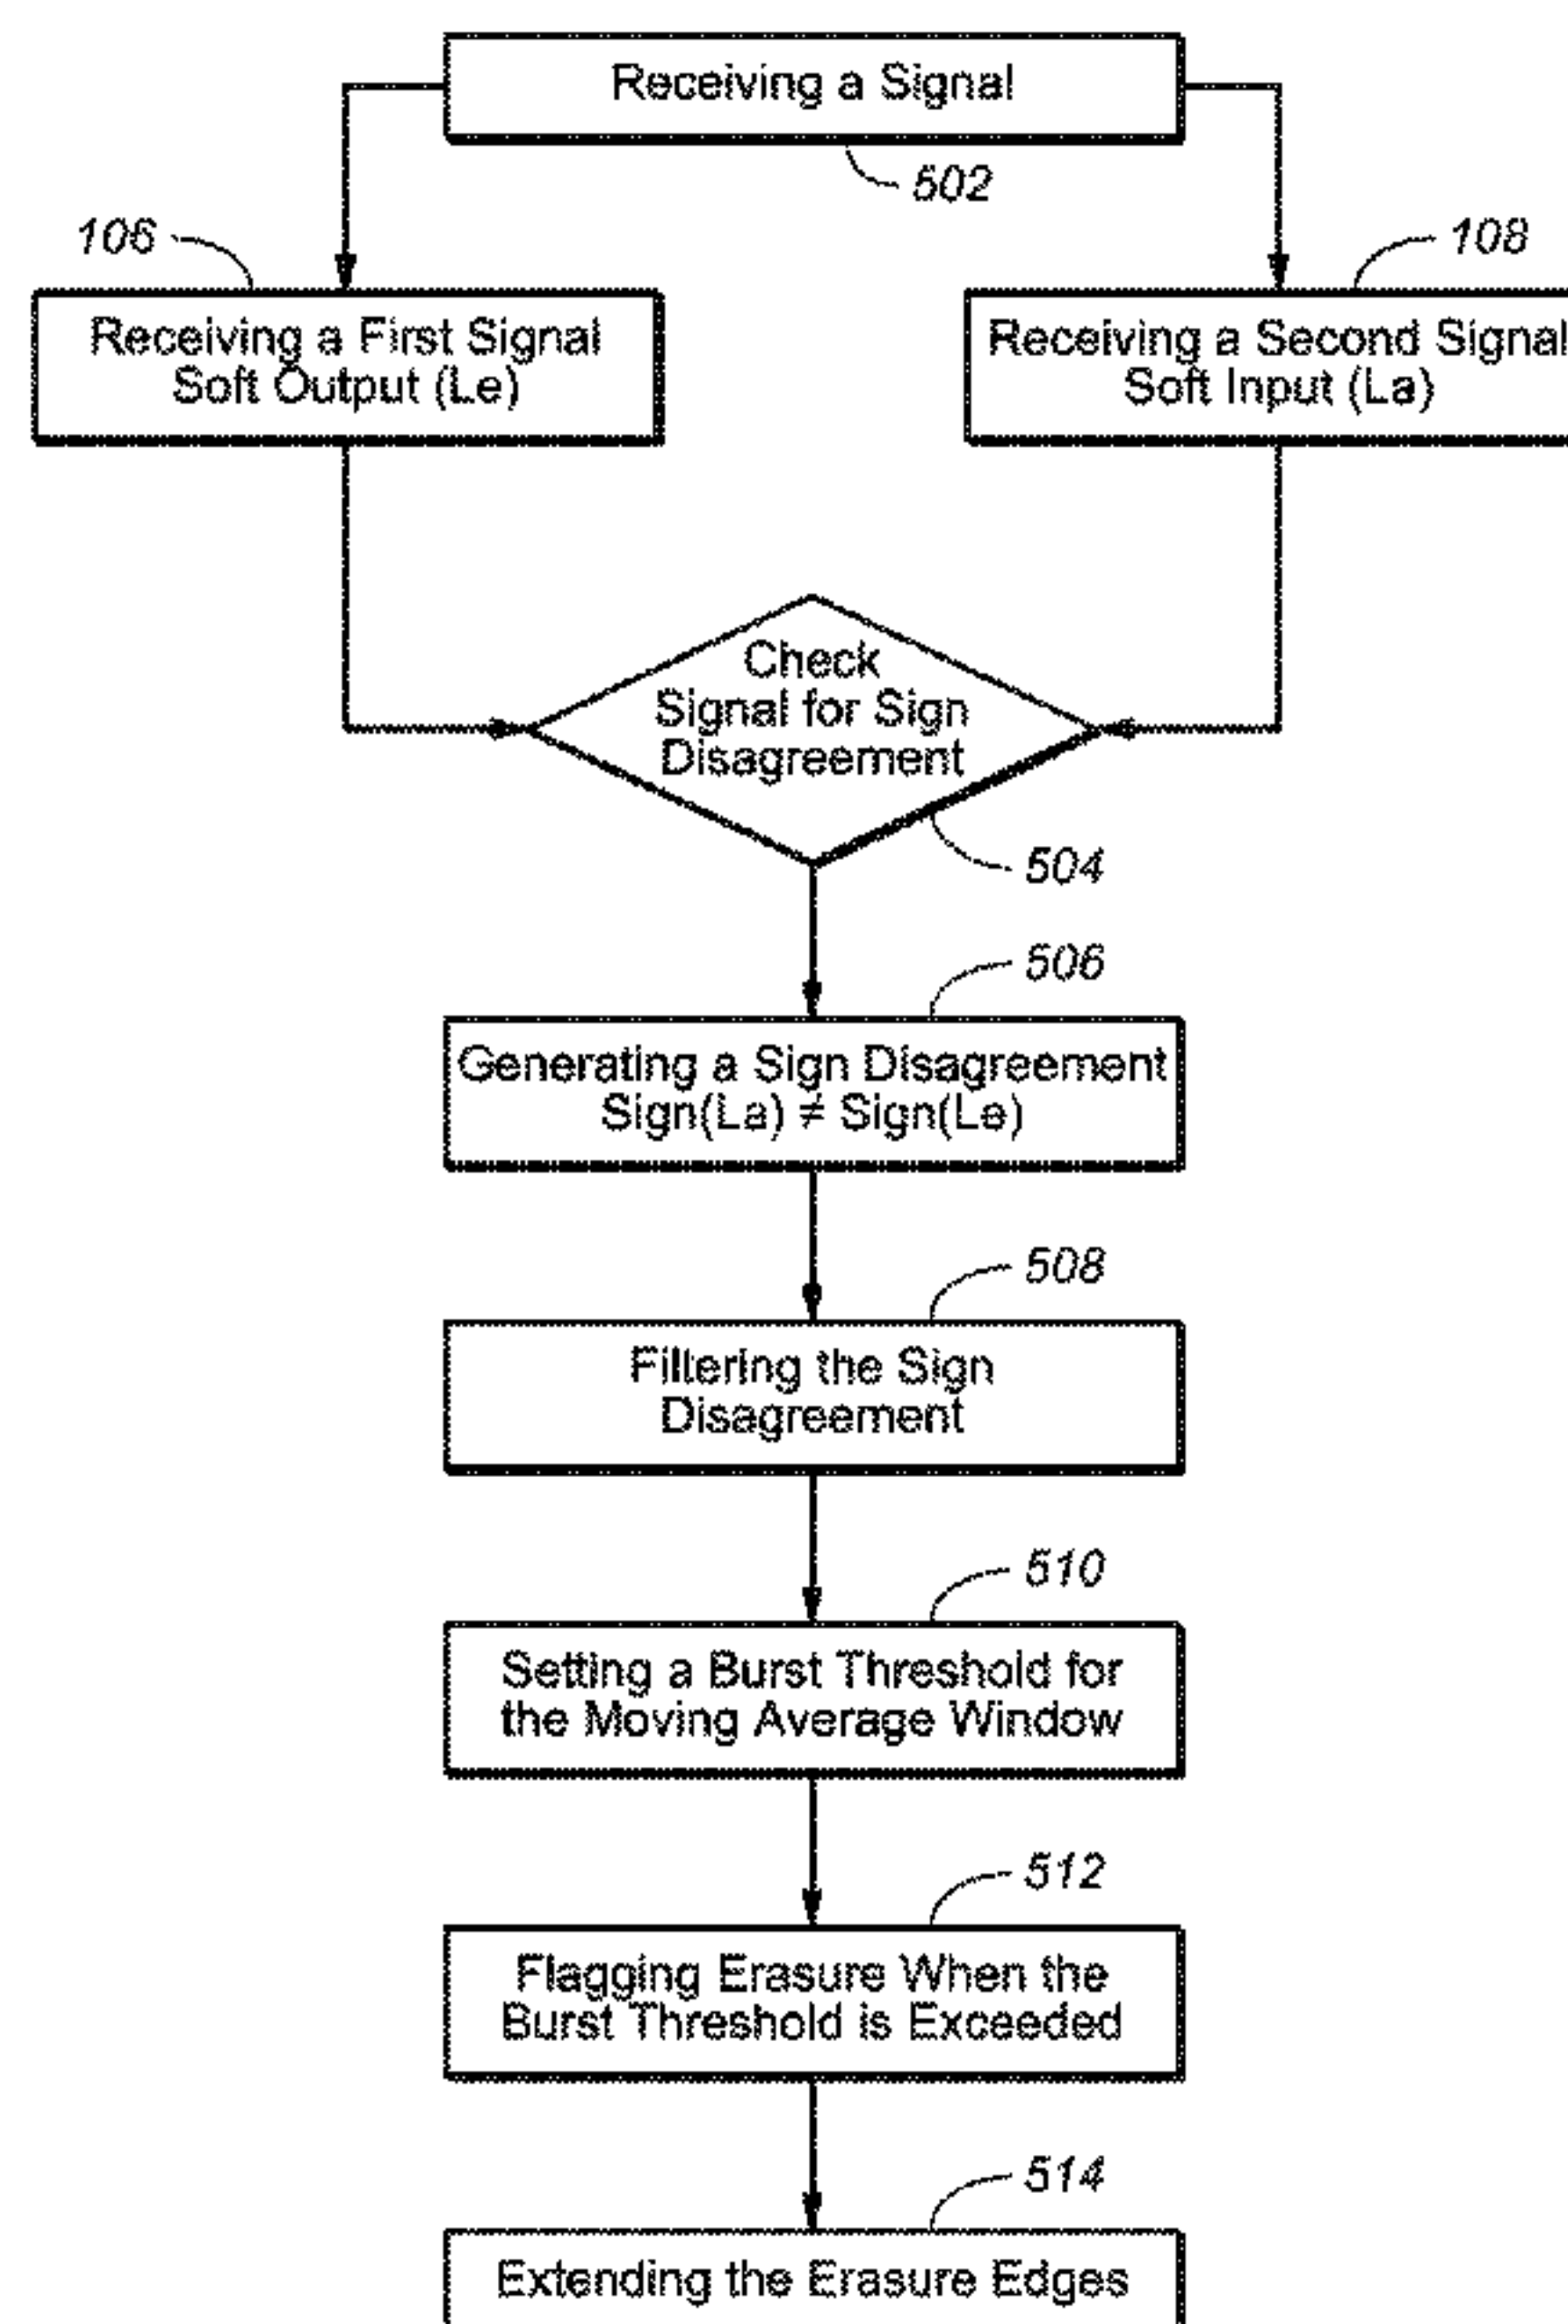 Receiving a Signal
502
106
108
Receiving a First Signal
Soft Output (Le)
Receiving a Second Signal
Soft Input (La)
Check
Signal for Sign
Disagreement
504
506
Generating a Sign Disagreement
Sign(La) ≠ Sign(Le)
508
Filtering the Sign
Disagreement
510
Setting a Burst Threshold for
the Moving Average Window
512
Flagging Erasure When the
Burst Threshold is Exceeded
514
Extending the Erasure Edges